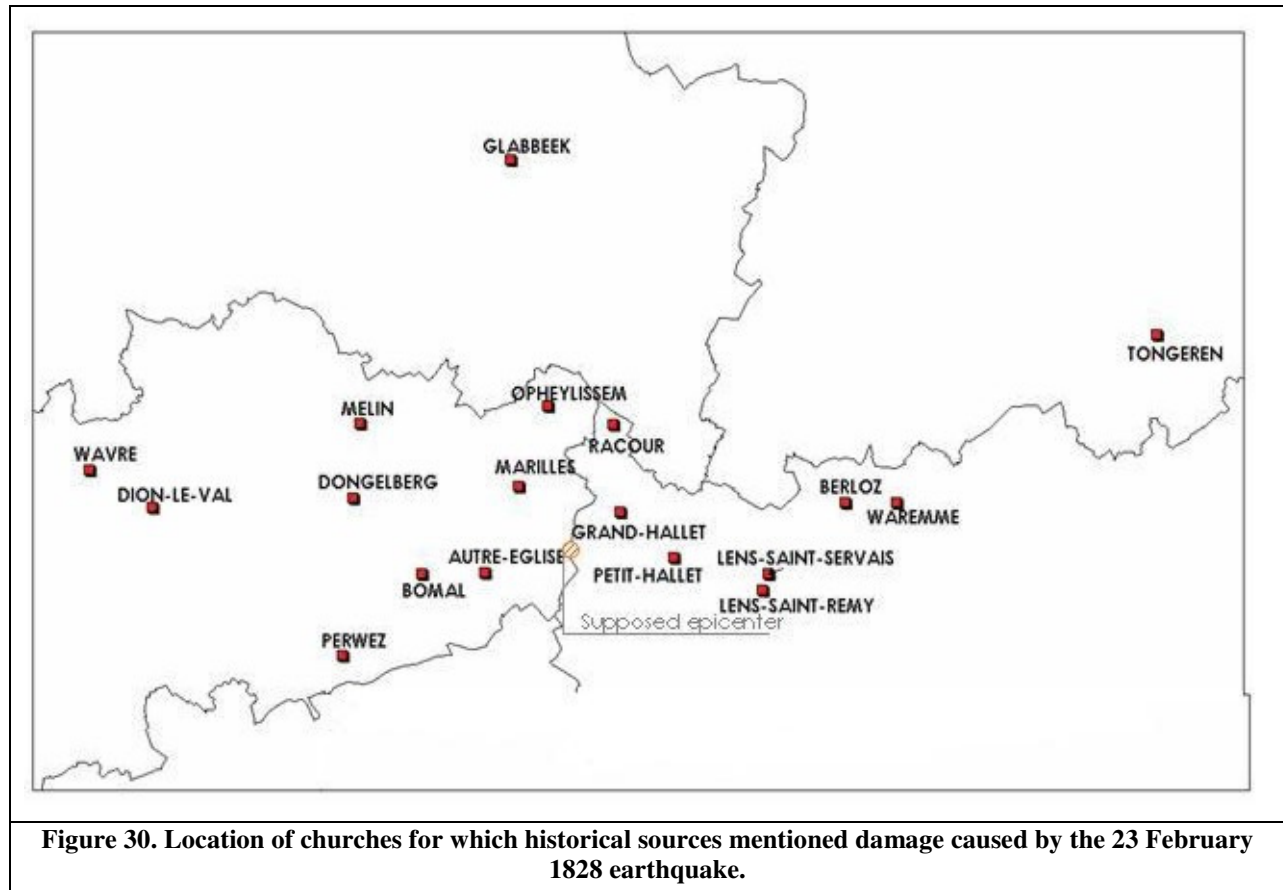 GLABBEEK
TONGEREN
OPHEYLISSEM
MELIN
RACOUR
WAVRE
MARILLES
DONGELBERG
DION-LE-VAL
BERLOZ
WAREMME
GRAND-HALLET
AUTRE-EGLISE
LENS-SAINT-SERVAIS
PETIT-HALLET
BOMAL
LENS-SAINT-REMY
Supposed epicenter
PERWEZ
Figure 30. Location of churches for which historical sources mentioned damage caused by the 23 February
1828 earthquake.